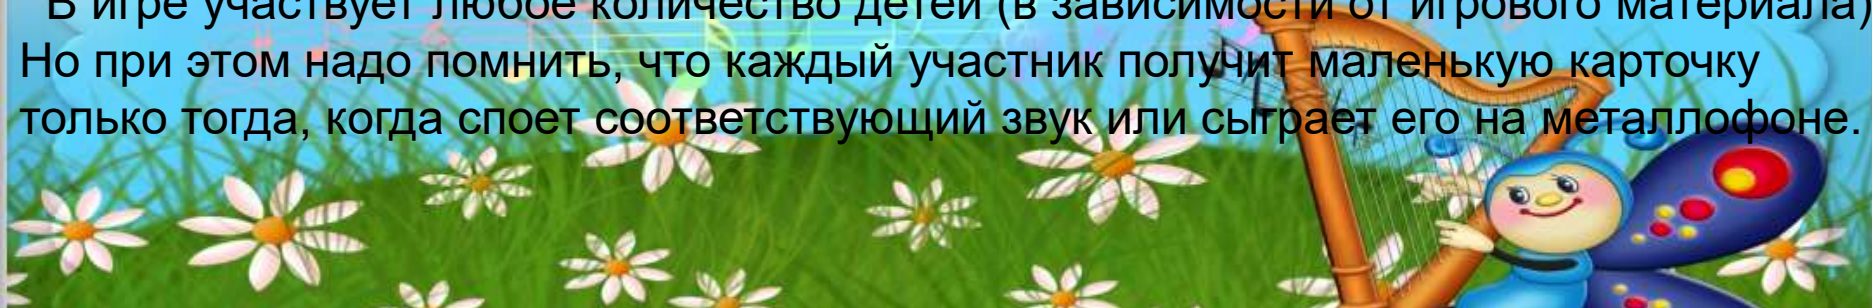 В игре участвует любое количество детей (в зависимости от игрового материала)
Но при этом надо помнить, что каждый участник получит маленькую карточку
только тогда, когда споет соответствующий звук или сыграет его на металлофоне.